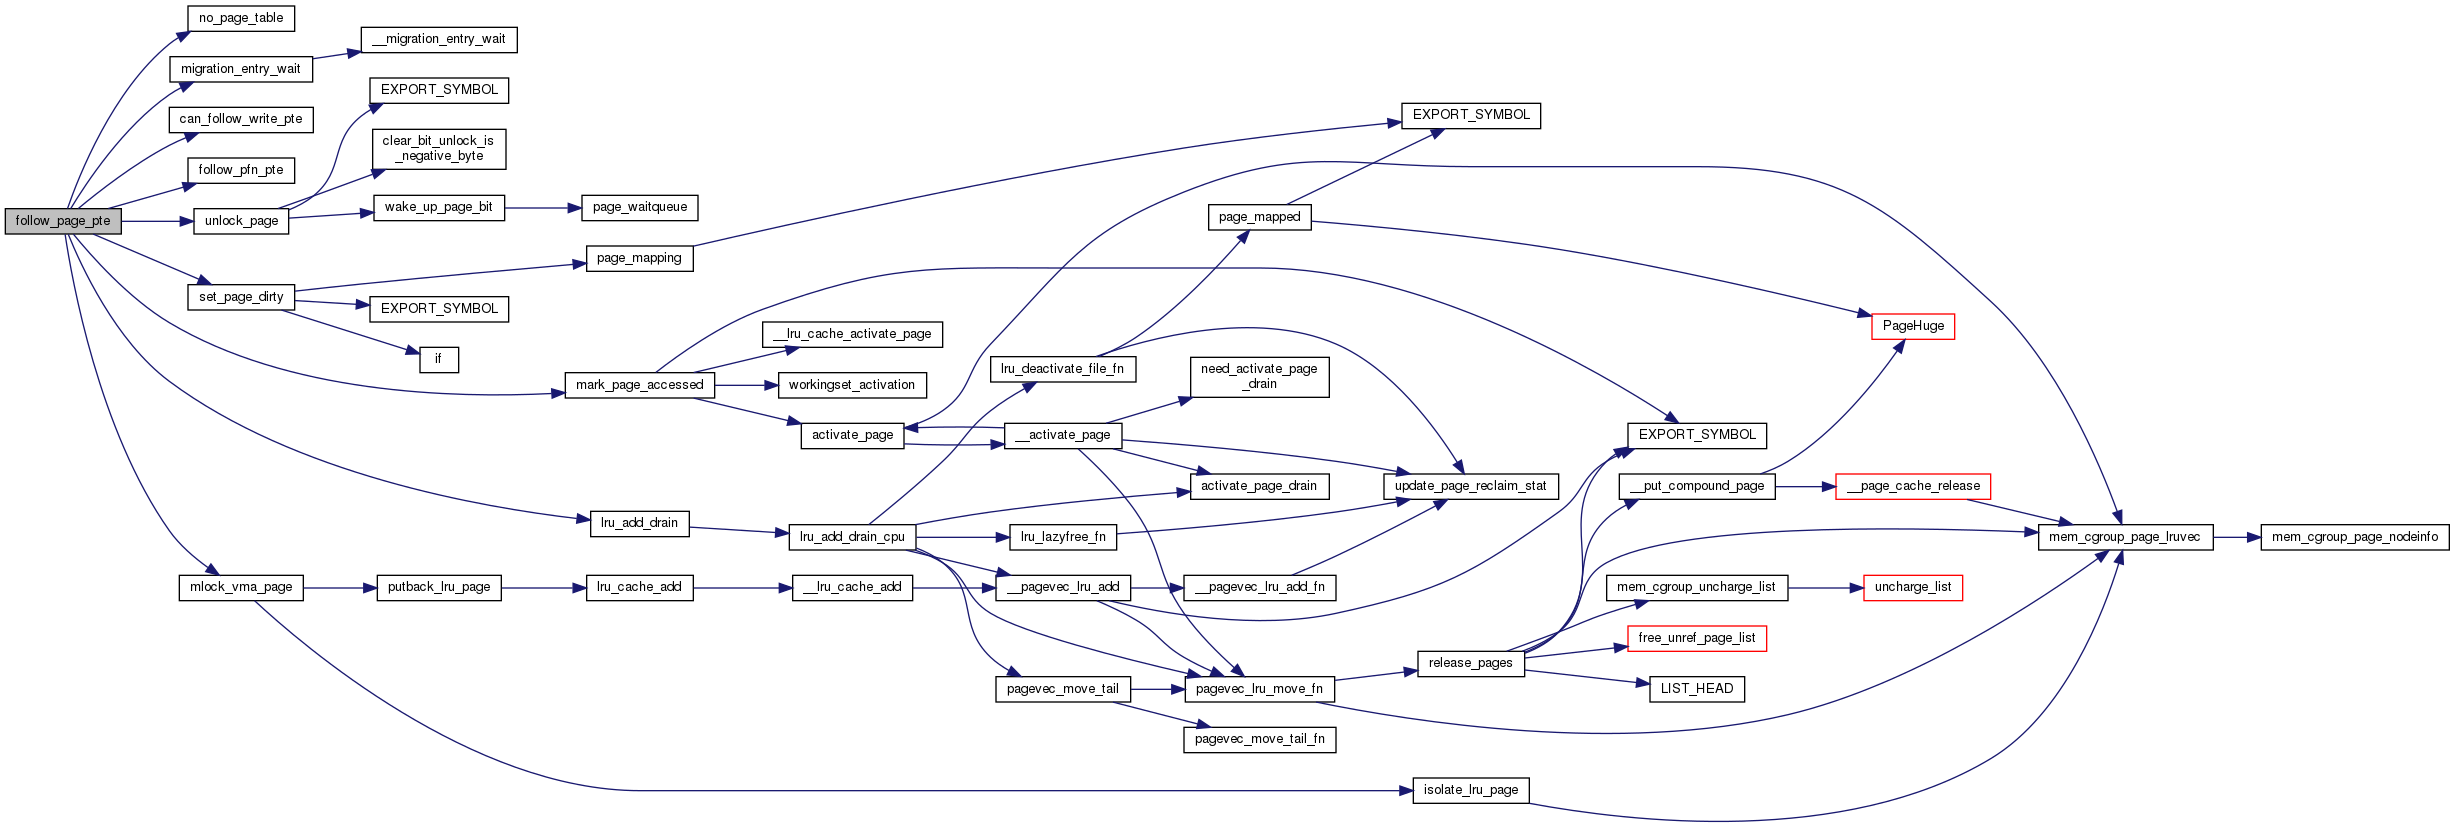 no_page_table
__migration_entry_wait
migration_entry_wait
EXPORT_SYMBOL
can_follow_write_pte
EXPORT_SYMBOL
clear_bit_unlock_is
_negative_byte
follow_pfn_pte
follow_page_pte
unlock_page
wake_up_page_bit
page_waitqueue
page_mapped
page_mapping
set_page_dirty
EXPORT_SYMBOL
if
PageHuge
__lru_cache_activate_page
mark_page_accessed
workingset_activation
lru_deactivate_file_fn
need_activate_page
_drain
activate_page
__activate_page
EXPORT_SYMBOL
activate_page_drain
update_page_reclaim_stat
__put_compound_page
__page_cache_release
lru_add_drain
lru_add_drain_cpu
lru_lazyfree_fn
mem_cgroup_page_lruvec
mem_cgroup_page_nodeinfo
mlock_vma_page
putback_lru_page
lru_cache_add
__lru_cache_add
__pagevec_lru_add
__pagevec_lru_add_fn
mem_cgroup_uncharge_list
uncharge_list
free_unref_page_list
release_pages
LIST_HEAD
pagevec_move_tail
pagevec_lru_move_fn
pagevec_move_tail_fn
isolate_lru_page